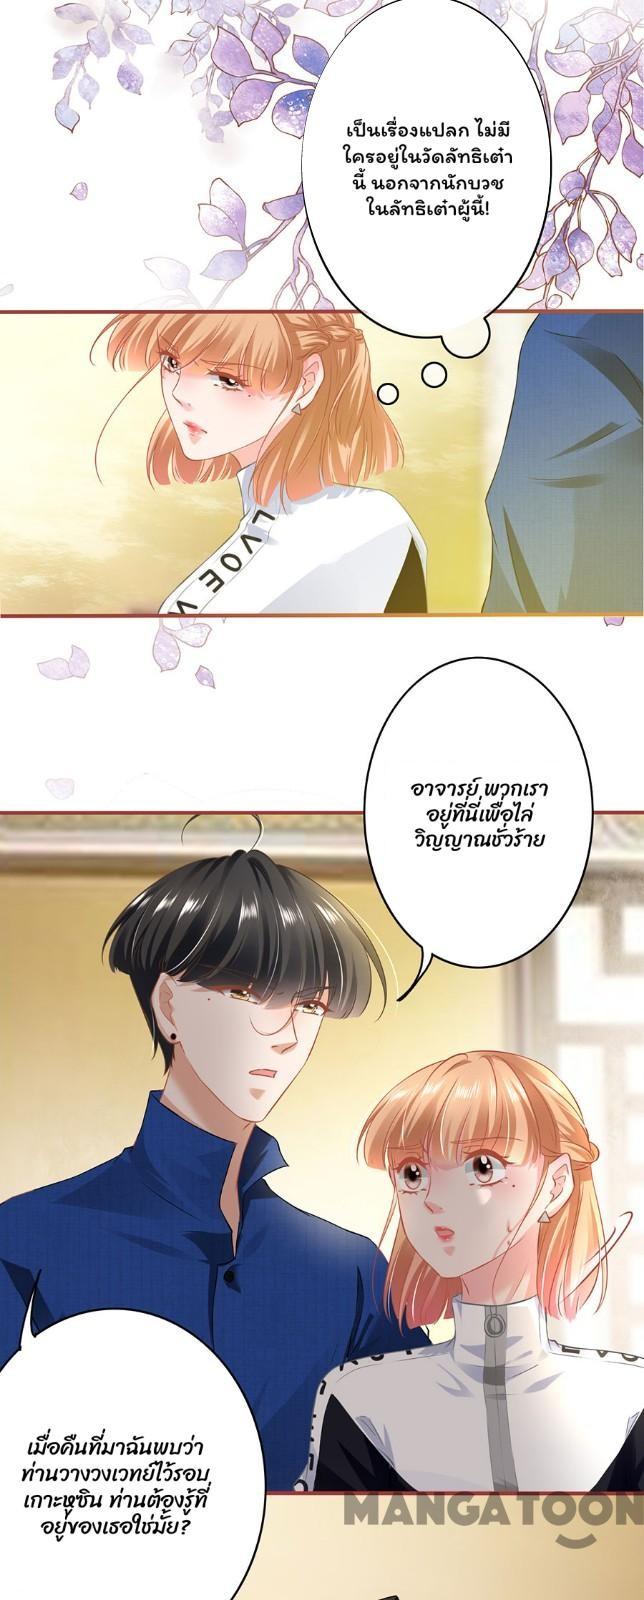 เป็นเรื่องแปลก ไม่มี
ใครอยู่ในวัดลัทธิเต๋า
นี้ นอกจากนักบวช
ในลัทธิเต๋าผู้นี้!
LVOE
อาจารย์ พวกเรา
อยู่ที่นี่เพื่อไล่
วิญญาณชั่วร้าย
เมื่อคืนที่มาฉันพบว่า
ท่านวางวงเวทย์ไว้รอบ
เกาะหูซิน ท่านต้องรู้ที่
อยู่ของเธอใช่มั้ย?
MANGATOON